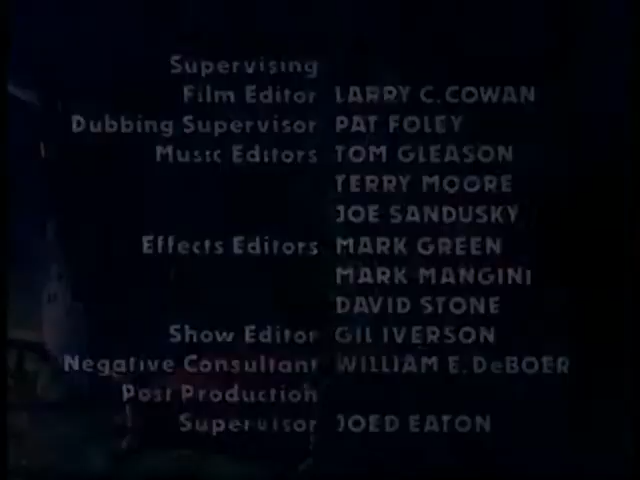 Supervising
Film Editor LARRY C. COWAN
Dubbing Supervisor PAT FOLEY
Music Editors TOM GLEASON
TERRY MOORE
JOE SANDUSKY
Effects Editors MARK GREEN
MARK MANGINI
DAVID STONE
Show Editor GIL IVERSON
Negative Consultant WILLIAM E. DeBOER
Post Production
Supervisor JOED EATON